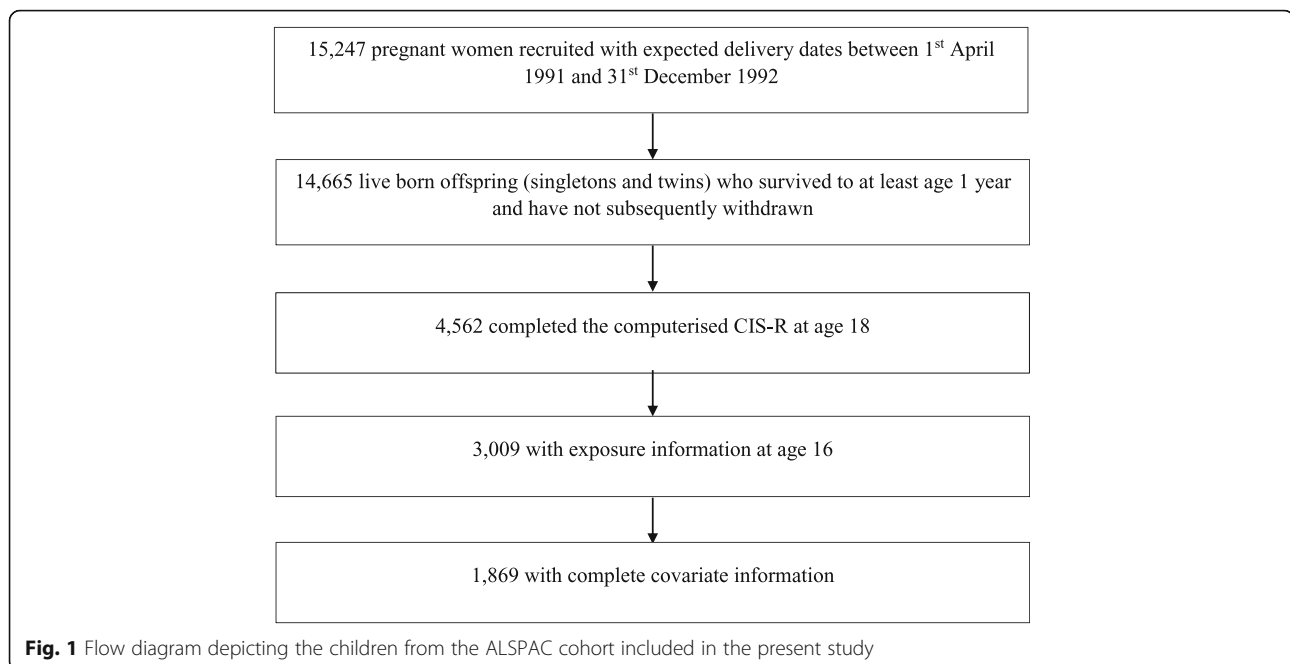 15,247 pregnant women recruited with expected delivery dates between 1st April
1991 and 31st December 1992
14,665 live born offspring (singletons and twins) who survived to at least age 1 year
and have not subsequently withdrawn
4,562 completed the computerised CIS-R at age 18
3,009 with exposure information at age 16
1,869 with complete covariate information
Fig. 1 Flow diagram depicting the children from the ALSPAC cohort included in the present study